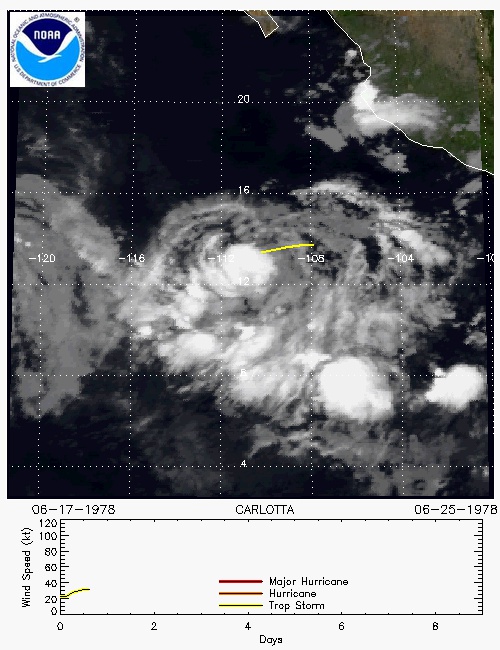 NATIONAL OCEANIC AND ATMOSPHERIC ADMINISTRATION
NOAA
U.S. DEPARTMENT OF COMMERCE
20
16
-120 -116 -112 -108 -104 -10
12
8
4
06-17-1978 CARLOTTA 06-25-1978
120
100
80
60
40
20
0
Wind Speed (kt)
Major Hurricane
Hurricane
Trop Storm
0 2 4 6 8
Days